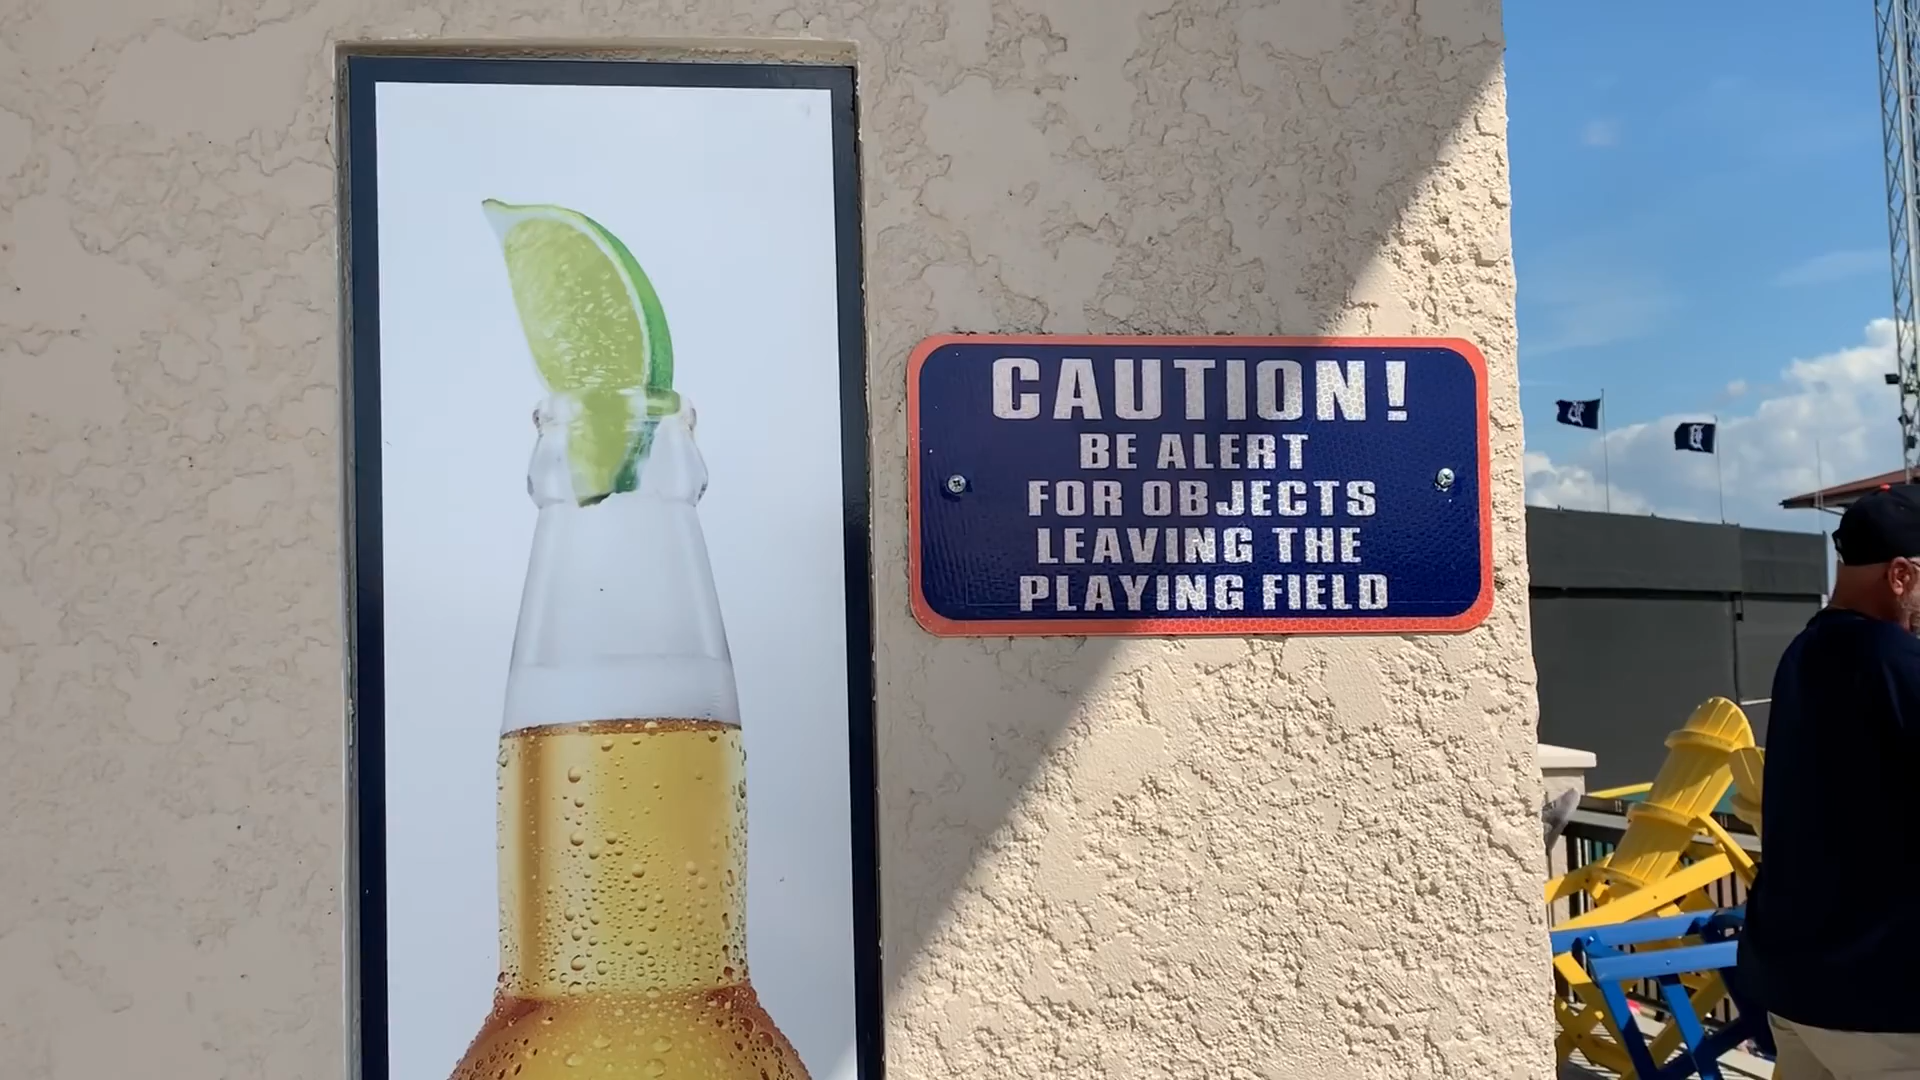 CAUTION!
BE ALERT
FOR OBJECTS
LEAVING THE
PLAYING FIELD